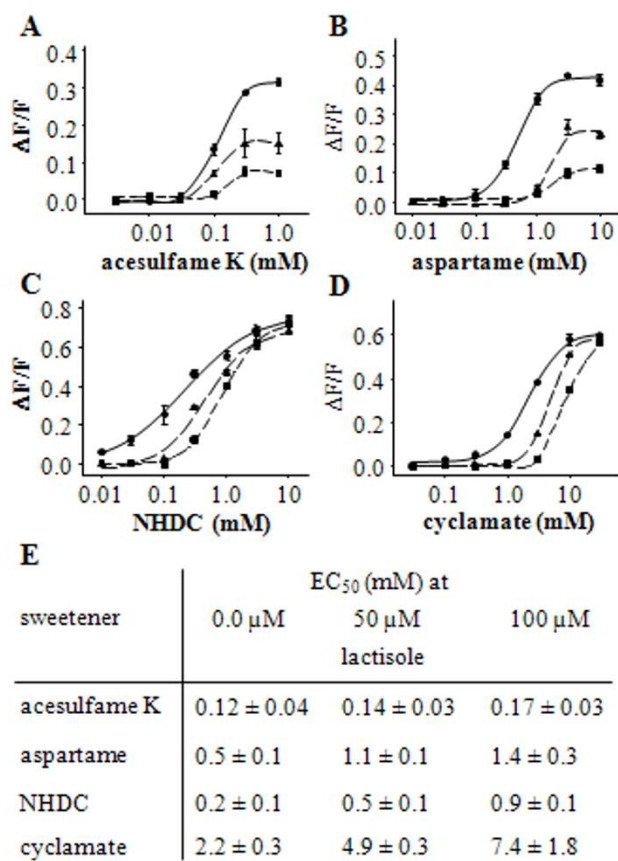 A
B
ΔF/F
0.4
0.3
0.2
0.1
0.0
0.01 0.1 1.0
acesulfame K (mM)
ΔF/F
0.5
0.4
0.3
0.2
0.1
0.0
0.01 0.1 1.0 10
aspartame (mM)
C
D
ΔF/F
0.8
0.6
0.4
0.2
0.0
0.01 0.1 1.0 10
NHDC (mM)
ΔF/F
0.6
0.4
0.2
0.0
0.1 1.0 10
cyclamate (mM)
E
EC50 (mM) at
sweetener 0.0 µM 50 µM 100 µM
lactisole
acesulfame K 0.12 ± 0.04 0.14 ± 0.03 0.17 ± 0.03
aspartame 0.5 ± 0.1 1.1 ± 0.1 1.4 ± 0.3
NHDC 0.2 ± 0.1 0.5 ± 0.1 0.9 ± 0.1
cyclamate 2.2 ± 0.3 4.9 ± 0.3 7.4 ± 1.8